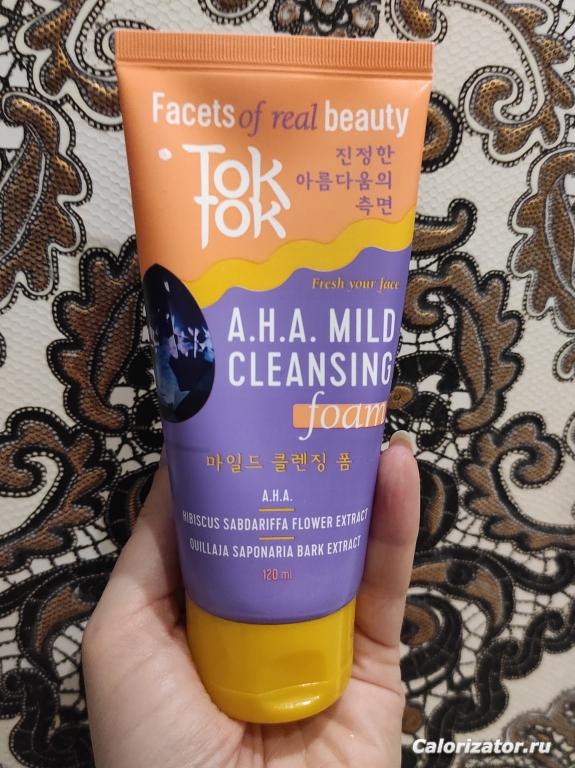 Facets of real beauty
Tok
Tok
진정한
아름다움의
측면
Fresh your face
A.H.A. MILD
CLEANSING
foam
마일드 클렌징 폼
A.H.A.
HIBISCUS SABDARIFFA FLOWER EXTRACT
QUILLAJA SAPONARIA BARK EXTRACT
120 ml
Calorizator.ru